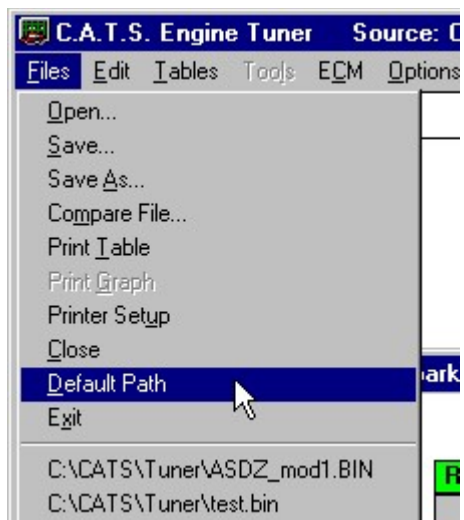 C.A.T.S. Engine Tuner Source: C
Files Edit Tables Tools ECM Options
Open...
Save...
Save As...
Compare File...
Print Table
Print Graph
Printer Setup
Close
Default Path
ark
Exit
C:\CATS\Tuner\ASDZ_mod1.BIN
R
C:\CATS\Tuner\test.bin